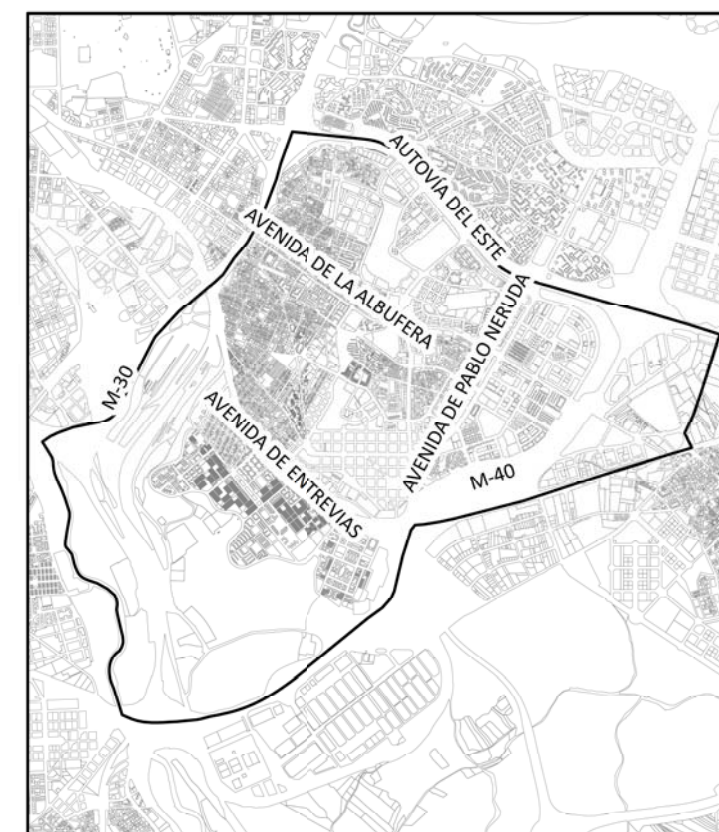 AUTOVÍA DEL ESTE
AVENIDA DE LA ALBUFERA
AVENIDA DE PABLO NERUDA
M-30
AVENIDA DE ENTREVIAS
M-40